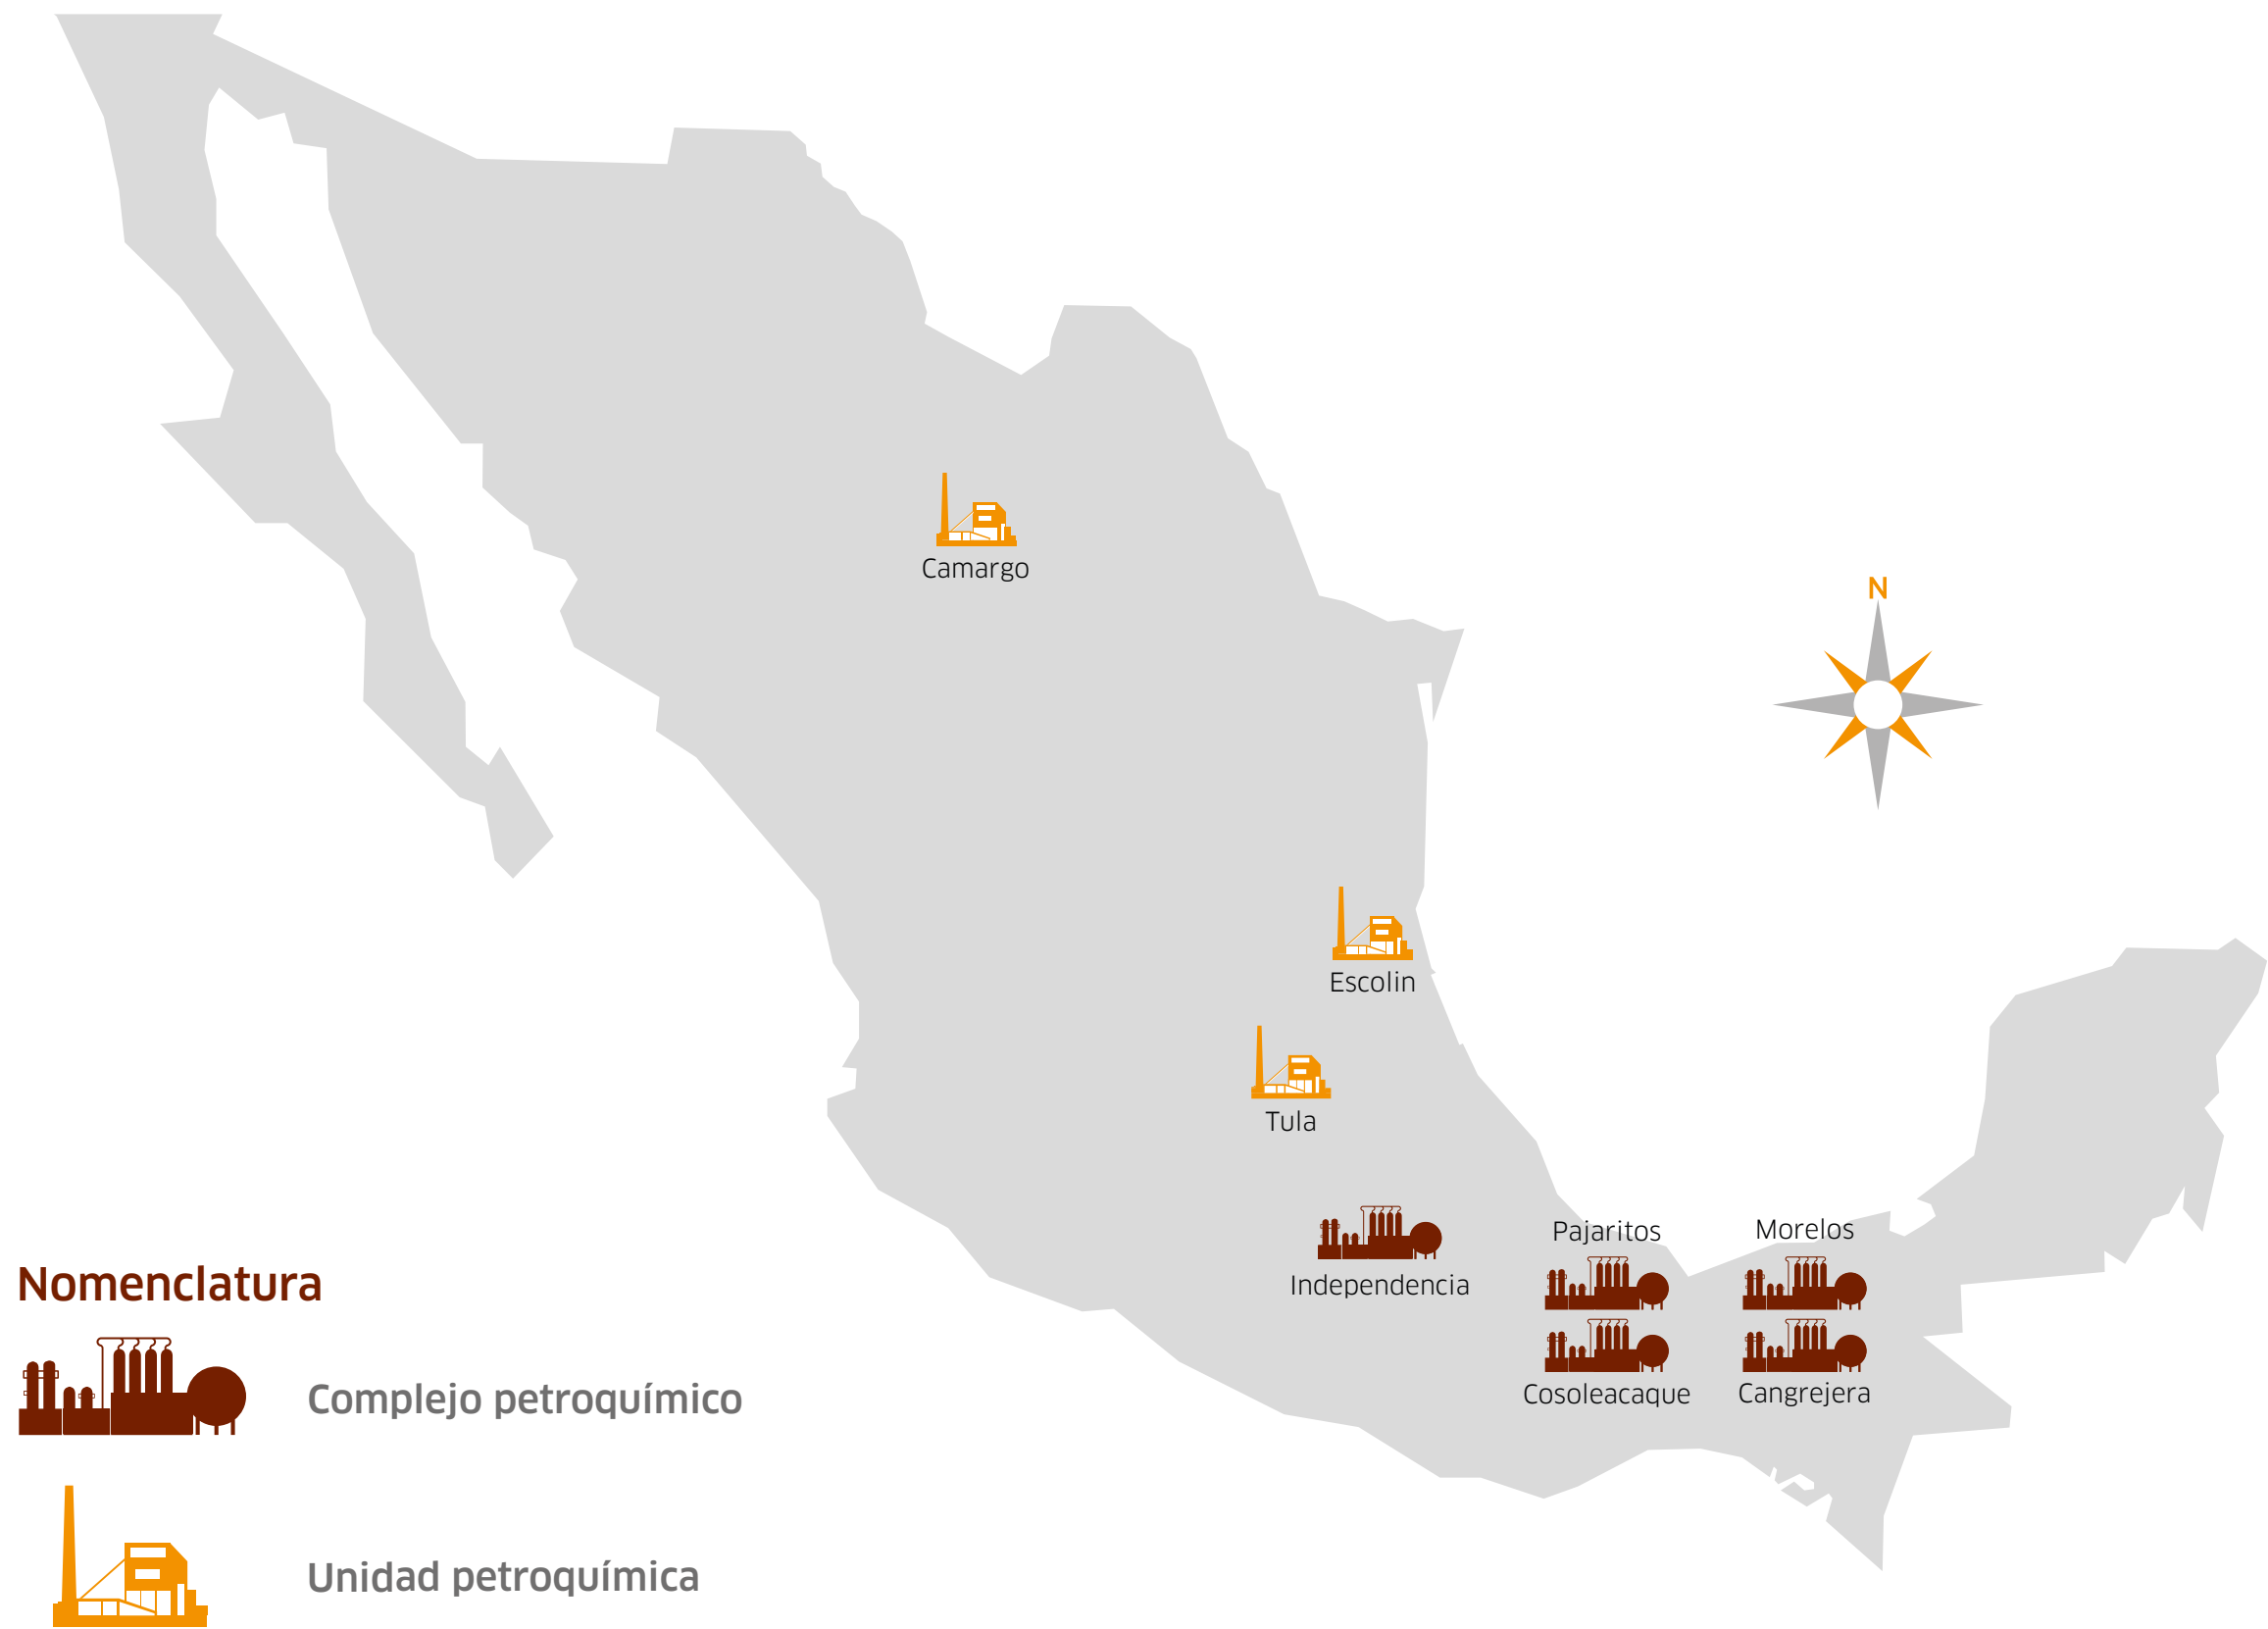 Camargo
N
Escolin
Tula
Independencia
Pajaritos
Morelos
Cosoleacaque
Cangrejera
Nomenclatura
Complejo petroquímico
Unidad petroquímica